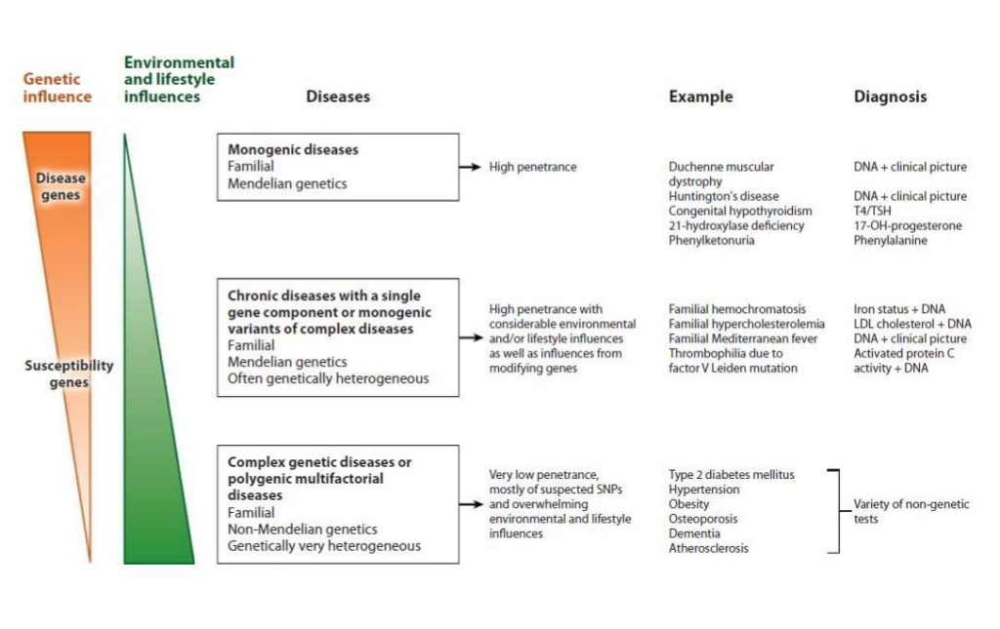 Genetic
influence
Environmental
and lifestyle
influences
Diseases
Example
Diagnosis
Disease
genes
Susceptibility
genes
Monogenic diseases
Familial
Mendelian genetics
High penetrance
Duchenne muscular
dystrophy
Huntington's disease
Congenital hypothyroidism
21-hydroxylase deficiency
Phenylketonuria
DNA + clinical picture
DNA + clinical picture
T4/TSH
17-OH-progesterone
Phenylalanine
Chronic diseases with a single
gene component or monogenic
variants of complex diseases
Familial
Mendelian genetics
Often genetically heterogeneous
High penetrance with
considerable environmental
and/or lifestyle influences
as well as influences from
modifying genes
Familial hemochromatosis
Familial hypercholesterolemia
Familial Mediterranean fever
Thrombophilia due to
factor V Leiden mutation
Iron status + DNA
LDL cholesterol + DNA
DNA + clinical picture
Activated protein C
activity + DNA
Complex genetic diseases or
polygenic multifactorial
diseases
Familial
Non-Mendelian genetics
Genetically very heterogeneous
Very low penetrance,
mostly of suspected SNPs
and overwhelming
environmental and lifestyle
influences
Type 2 diabetes mellitus
Hypertension
Obesity
Osteoporosis
Dementia
Atherosclerosis
Variety of non-genetic
tests